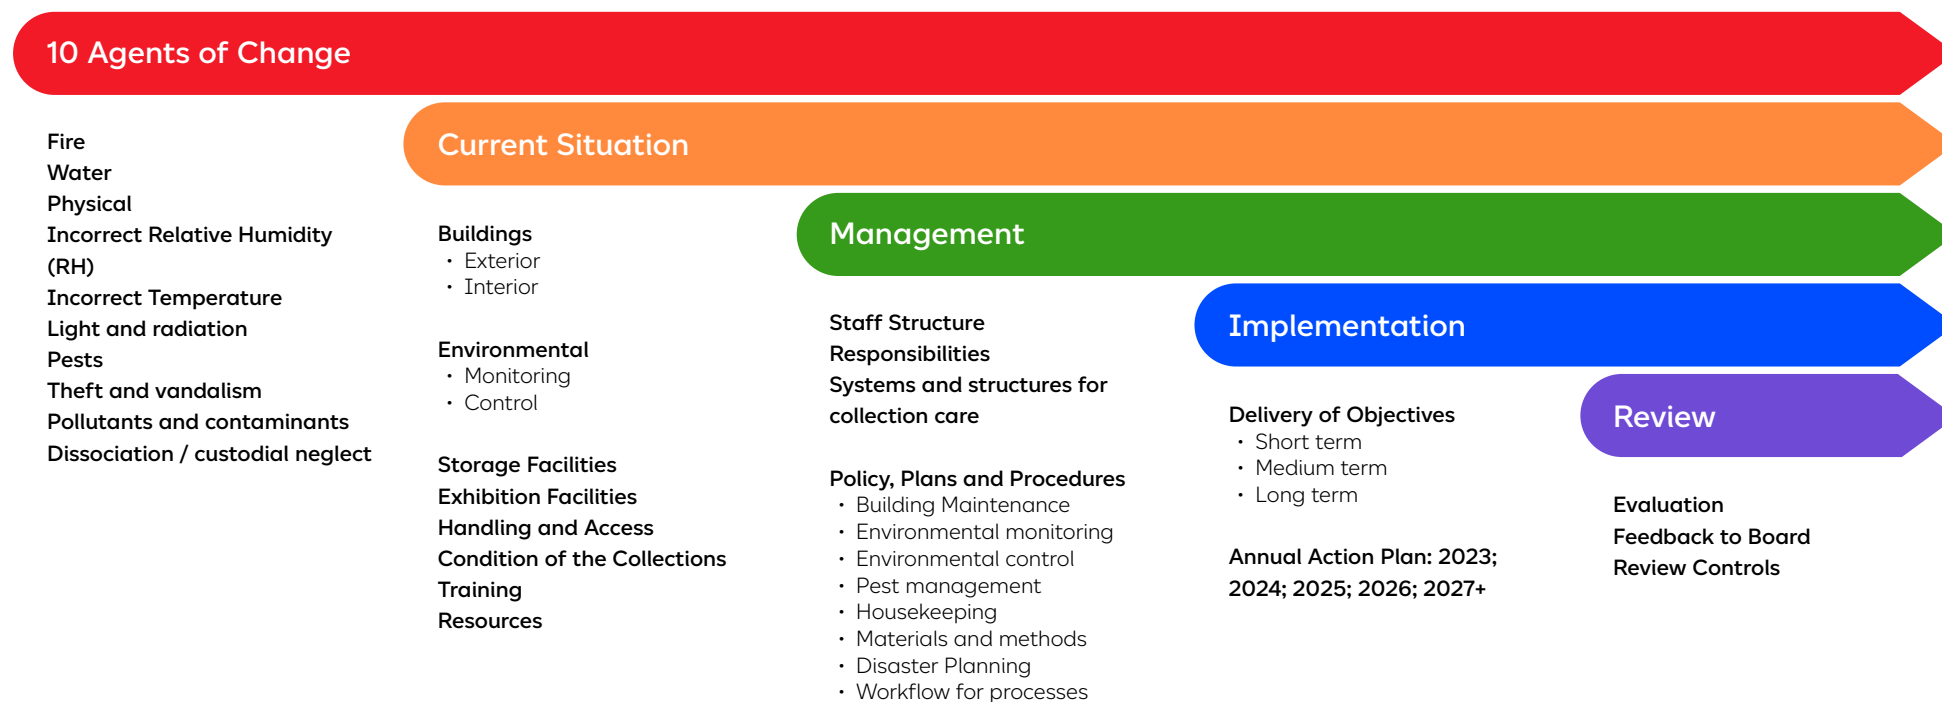 10 Agents of Change
Fire
Water
Physical
Incorrect Relative Humidity
(RH)
Incorrect Temperature
Light and radiation
Pests
Theft and vandalism
Pollutants and contaminants
Dissociation / custodial neglect
Current Situation
Buildings
• Exterior
• Interior
Environmental
• Monitoring
• Control
Storage Facilities
Exhibition Facilities
Handling and Access
Condition of the Collections
Training
Resources
Management
Staff Structure
Responsibilities
Systems and structures for
collection care
Policy, Plans and Procedures
• Building Maintenance
• Environmental monitoring
• Environmental control
• Pest management
• Housekeeping
• Materials and methods
• Disaster Planning
• Workflow for processes
Implementation
Delivery of Objectives
• Short term
• Medium term
• Long term
Annual Action Plan: 2023;
2024; 2025; 2026; 2027+
Review
Evaluation
Feedback to Board
Review Controls